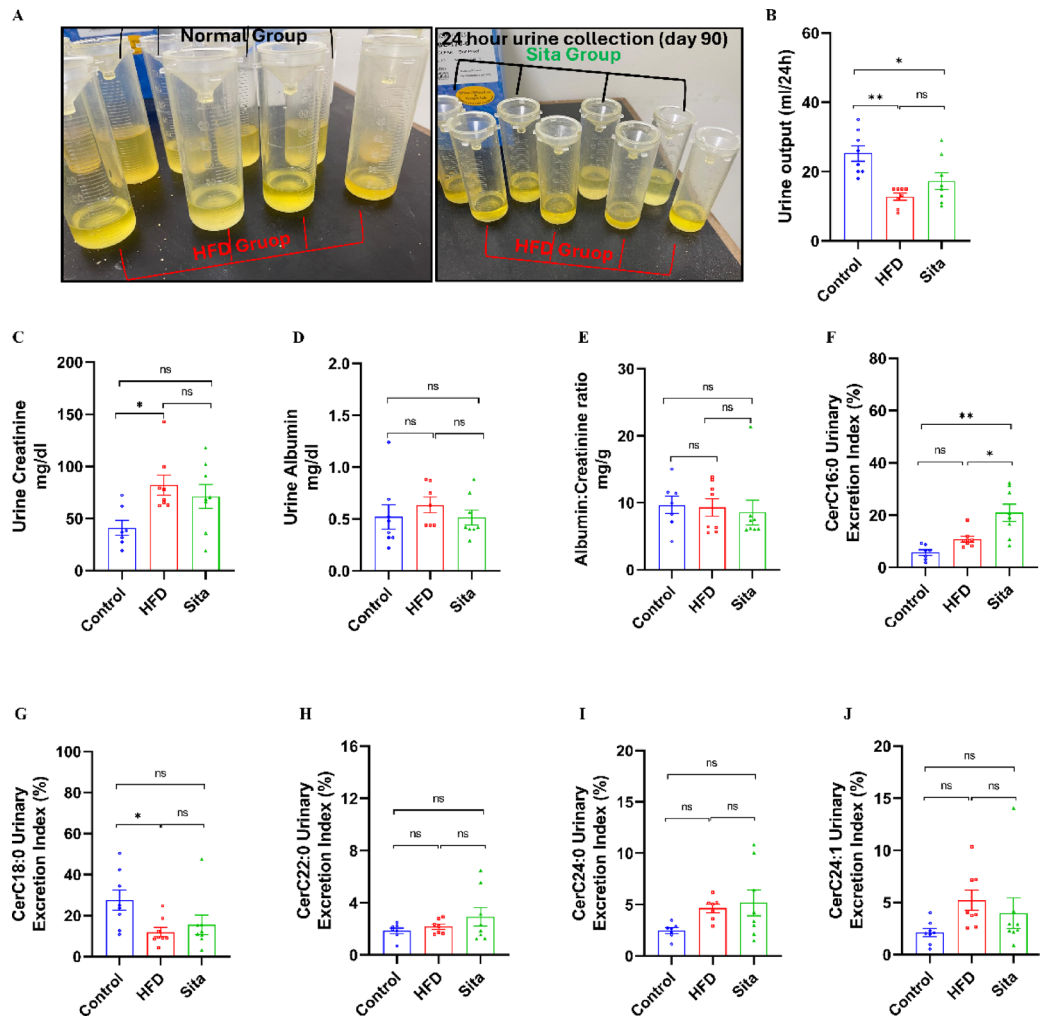 A
Normal Group
HFD Gruop
24 hour urine collection (day 90)
Sita Group
HFD Gruop
B
Urine output (ml/24h)
60
40
20
0
*
**
ns
Control
HFD
Sita
C
Urine Creatinine
mg/dl
200
150
100
50
0
ns
ns
*
Control
HFD
Sita
D
Urine Albumin
mg/dl
2.0
1.5
1.0
0.5
0.0
ns
ns
ns
Control
HFD
Sita
E
Albumin:Creatinine ratio
mg/g
30
20
10
0
ns
ns
ns
Control
HFD
Sita
F
CerC16:0 Urinary
Excretion Index (%)
80
60
40
20
0
**
ns
*
Control
HFD
Sita
G
CerC18:0 Urinary
Excretion Index (%)
100
80
60
40
20
0
ns
*
ns
Control
HFD
Sita
H
CerC22:0 Urinary
Excretion Index (%)
16
12
8
4
0
ns
ns
ns
Control
HFD
Sita
I
CerC24:0 Urinary
Excretion Index (%)
20
15
10
5
0
ns
ns
ns
Control
HFD
Sita
J
CerC24:1 Urinary
Excretion Index (%)
20
15
10
5
0
ns
ns
ns
Control
HFD
Sita